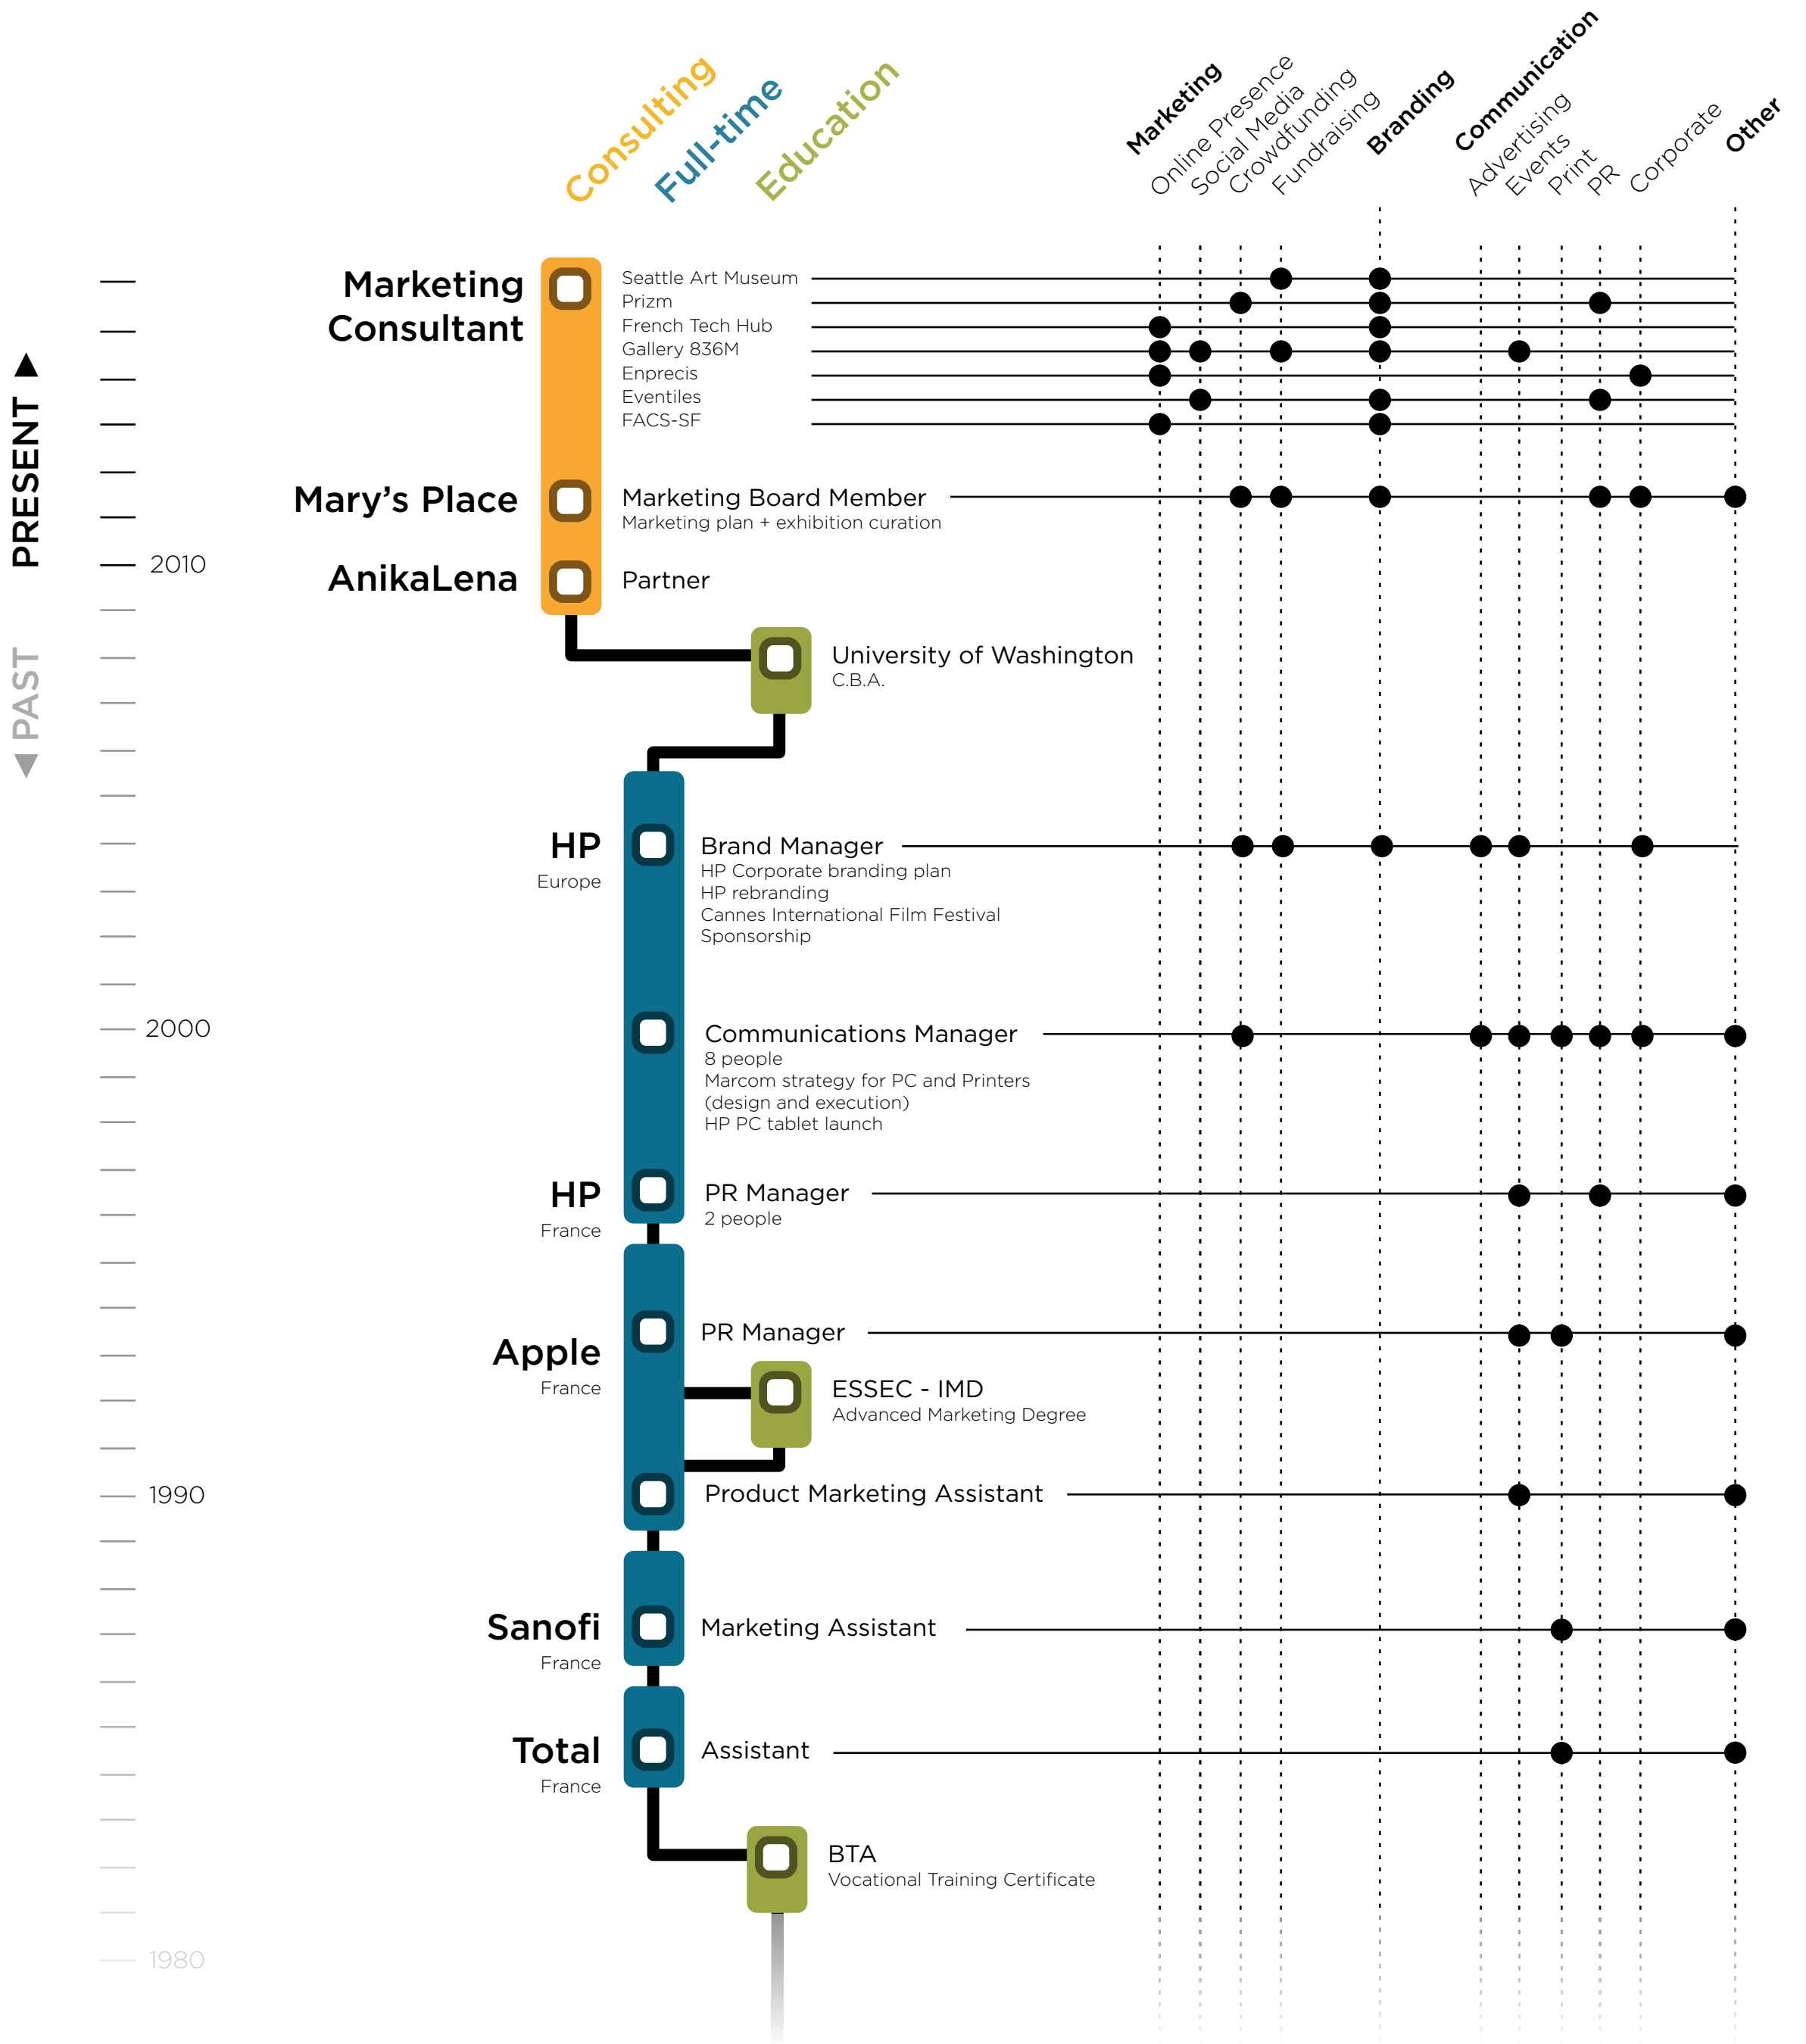 Consulting
Full-time
Education
Marketing
Online Presence
Social Media
Crowdfunding
Fundraising
Branding
Communication
Advertising
Events
Print
PR
Corporate
Other
PRESENT
PAST
2010
2000
1990
1980
Marketing
Consultant
Seattle Art Museum
Prizm
French Tech Hub
Gallery 836M
Enprecis
Eventiles
FACS-SF
Mary’s Place
Marketing Board Member
Marketing plan + exhibition curation
AnikaLena
Partner
University of Washington
C.B.A.
HP
Europe
Brand Manager
HP Corporate branding plan
HP rebranding
Cannes International Film Festival
Sponsorship
Communications Manager
8 people
Marcom strategy for PC and Printers
(design and execution)
HP PC tablet launch
HP
France
PR Manager
2 people
Apple
France
PR Manager
ESSEC - IMD
Advanced Marketing Degree
Product Marketing Assistant
Sanofi
France
Marketing Assistant
Total
France
Assistant
BTA
Vocational Training Certificate